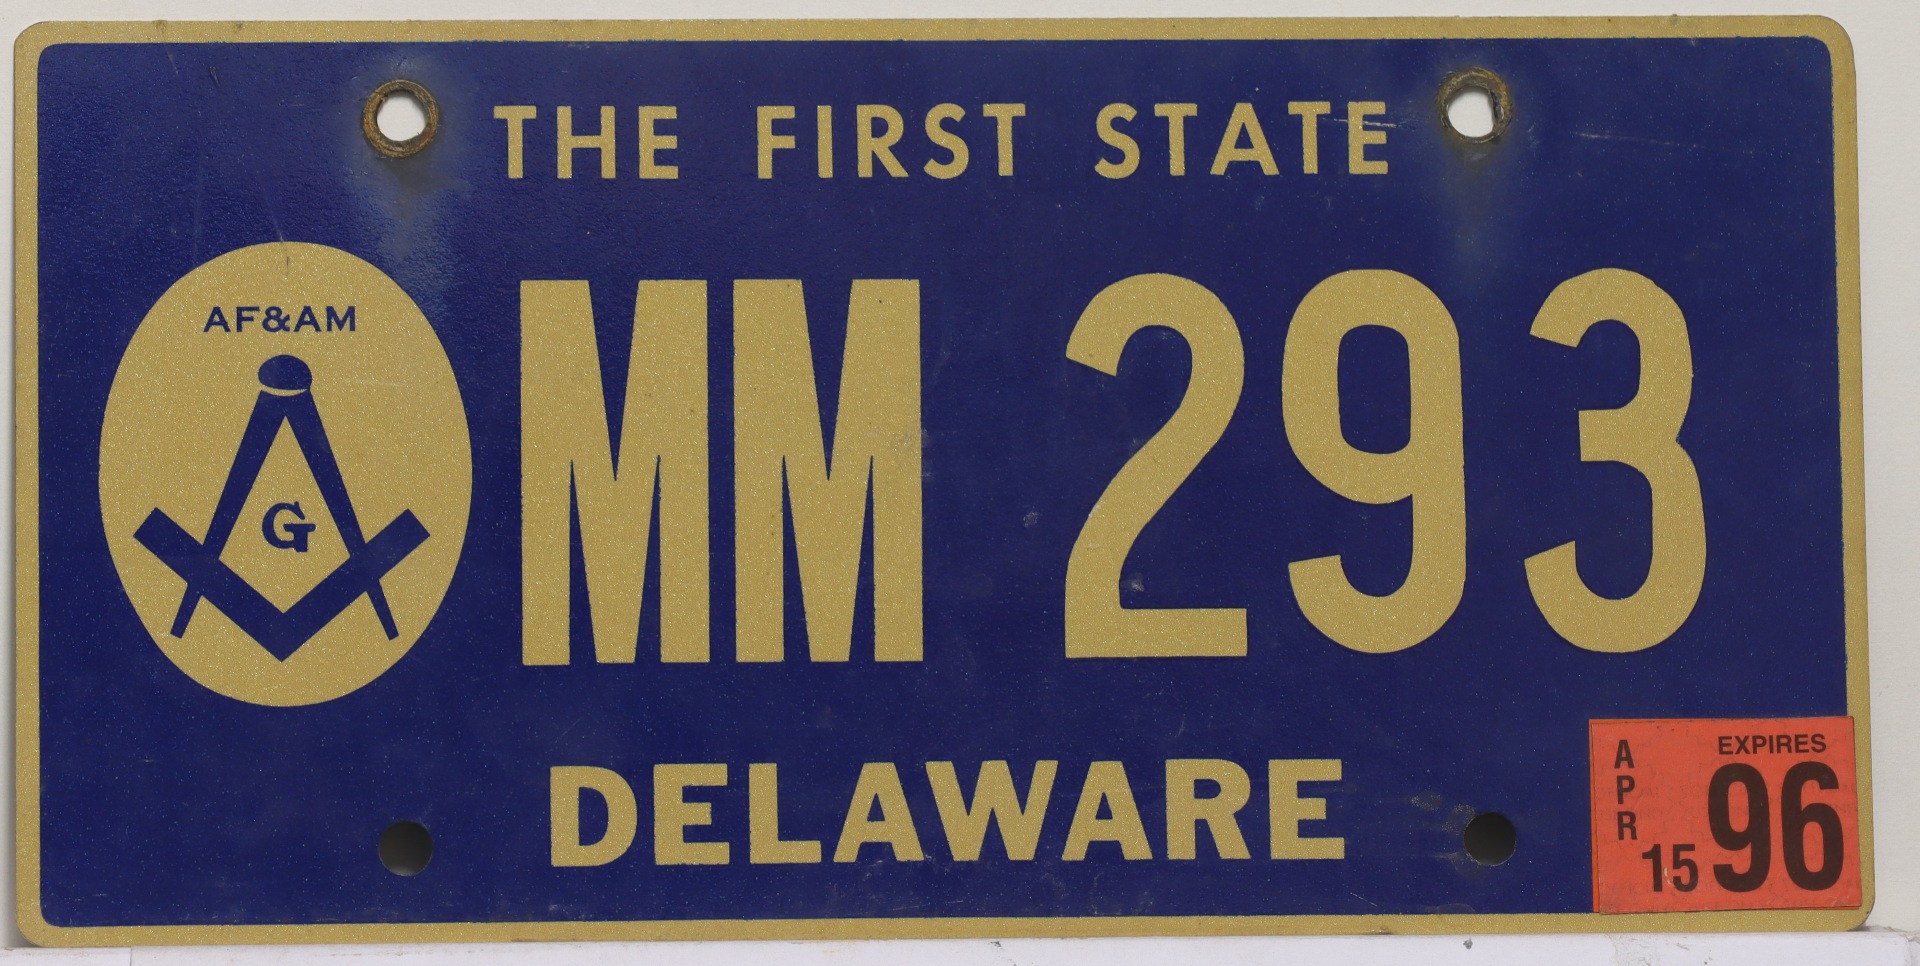 THE FIRST STATE
AF&AM
G
MM 293
DELAWARE
APR
EXPIRES
15 96